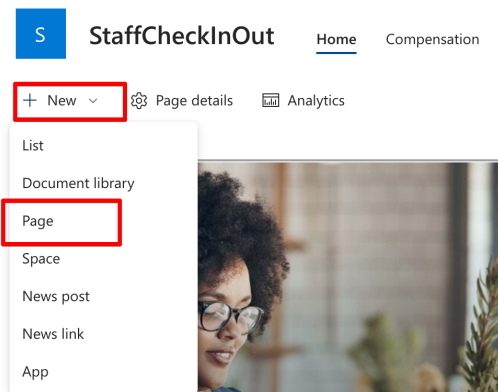 S
StaffCheckInOut
Home
Compensation
New
Page details
Analytics
List
Document library
Page
Space
News post
News link
App